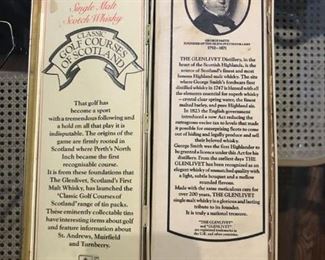 Single Malt
Scotch Whisky
CLASSIC
GOLF COURSES
OF SCOTLAND
That golf has
become a sport
with a tremendous following and
a hold on all that play it is
indisputable. The origins of the
game are firmly rooted in
Scotland where Perth's North
Inch became the first
recognisable course.
It is from these foundations that
The Glenlivet, Scotland's First
Malt Whisky, has launched the
"Classic Golf Courses of
Scotland" range of tin packs.
These eminently collectable tins
have interesting items about golf
and feature information about
St. Andrews, Muirfield
and Turnberry.
GEORGE SMITH
FOUNDER OF THE GLENLIVET DISTILLERY
1792-1871
THE GLENLIVET Distillery, in the
heart of the Scottish Highlands, is the
source of Scotland's finest and most
famous Highland malt whisky. The site
where George Smith's forebears first
distilled whisky in 1747 is blessed with all
the elements essential for superb whisky
- crystal clear spring water, the finest
malted barley, and pure Highland air.
In 1823 the English government
introduced a new Act reducing the
outrageous excise tax to levels that made
it possible for enterprising Scots to come
out of hiding and legally produce and
sell their beloved whisky.
George Smith was the first Highlander to
be granted a licence under this Act for his
Distillery. From the earliest days THE
GLENLIVET has been recognized as an
elegant whisky of unmatched quality with
a light, delicate bouquet and a mellow
rounded flavour.
Made with the same meticulous care for
over 200 years, THE GLENLIVET
single malt whisky is a glorious and lasting
tribute to its founder.
It is truly a national treasure.
"THE GLENLIVET"
and "GLENLIVET"
are registered trademarks in
the U.K. and other countries.